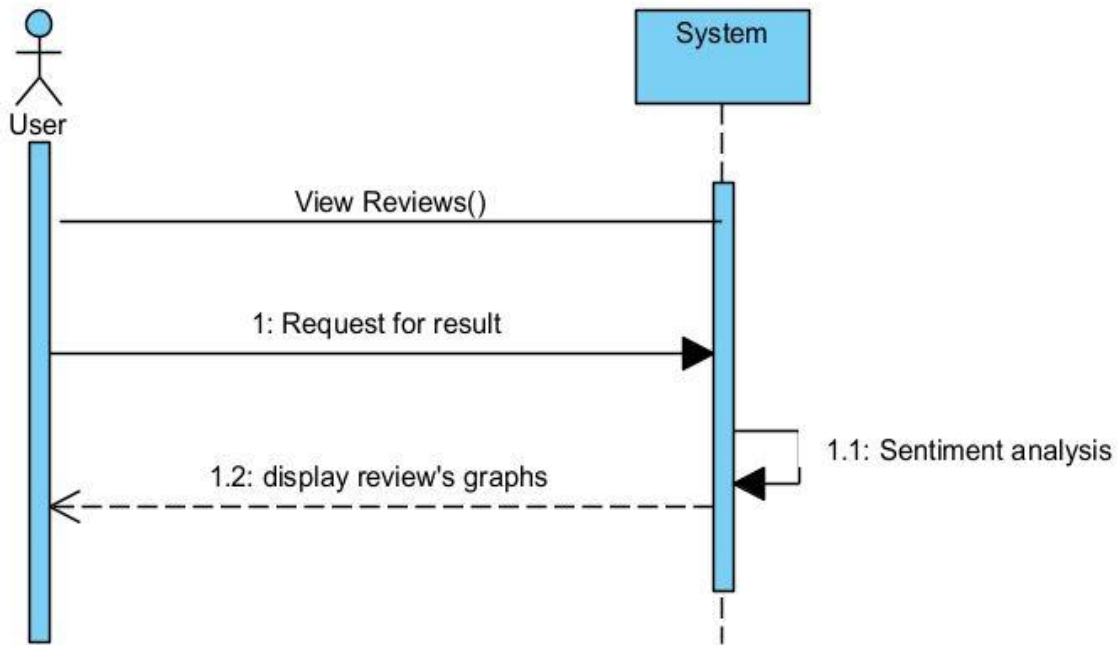 System
User
View Reviews()
1: Request for result
1.1: Sentiment analysis
1.2: display review's graphs